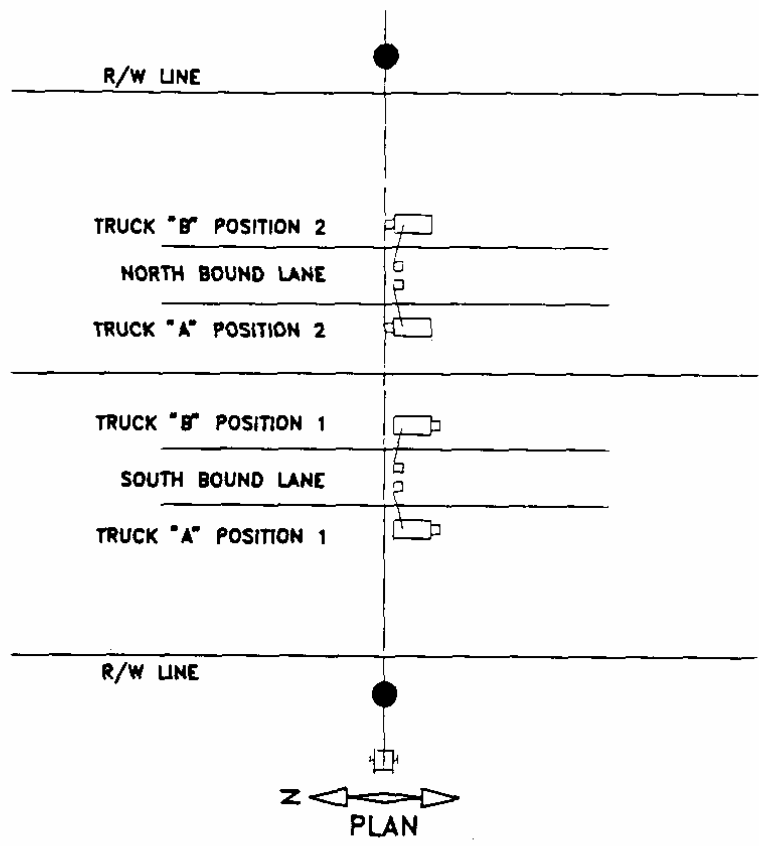 R/W LINE
TRUCK "B" POSITION 2
NORTH BOUND LANE
TRUCK "A" POSITION 2
TRUCK "B" POSITION 1
SOUTH BOUND LANE
TRUCK "A" POSITION 1
R/W LINE
N
PLAN